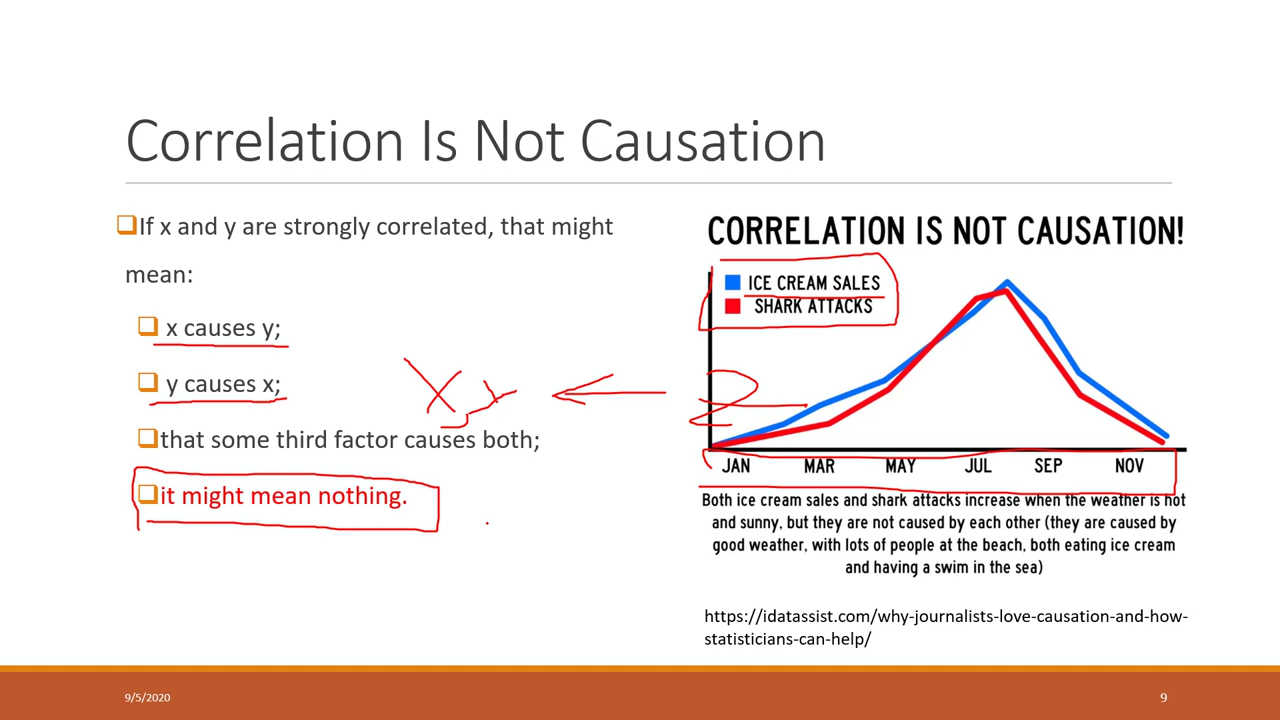 Correlation Is Not Causation
If x and y are strongly correlated, that might
mean:
x causes y;
y causes x;
that some third factor causes both;
it might mean nothing.
x, y
z
CORRELATION IS NOT CAUSATION!
ICE CREAM SALES
SHARK ATTACKS
JAN MAR MAY JUL SEP NOV
Both ice cream sales and shark attacks increase when the weather is hot
and sunny, but they are not caused by each other (they are caused by
good weather, with lots of people at the beach, both eating ice cream
and having a swim in the sea)
https://idatassist.com/why-journalists-love-causation-and-how-
statisticians-can-help/
9/5/2020
9